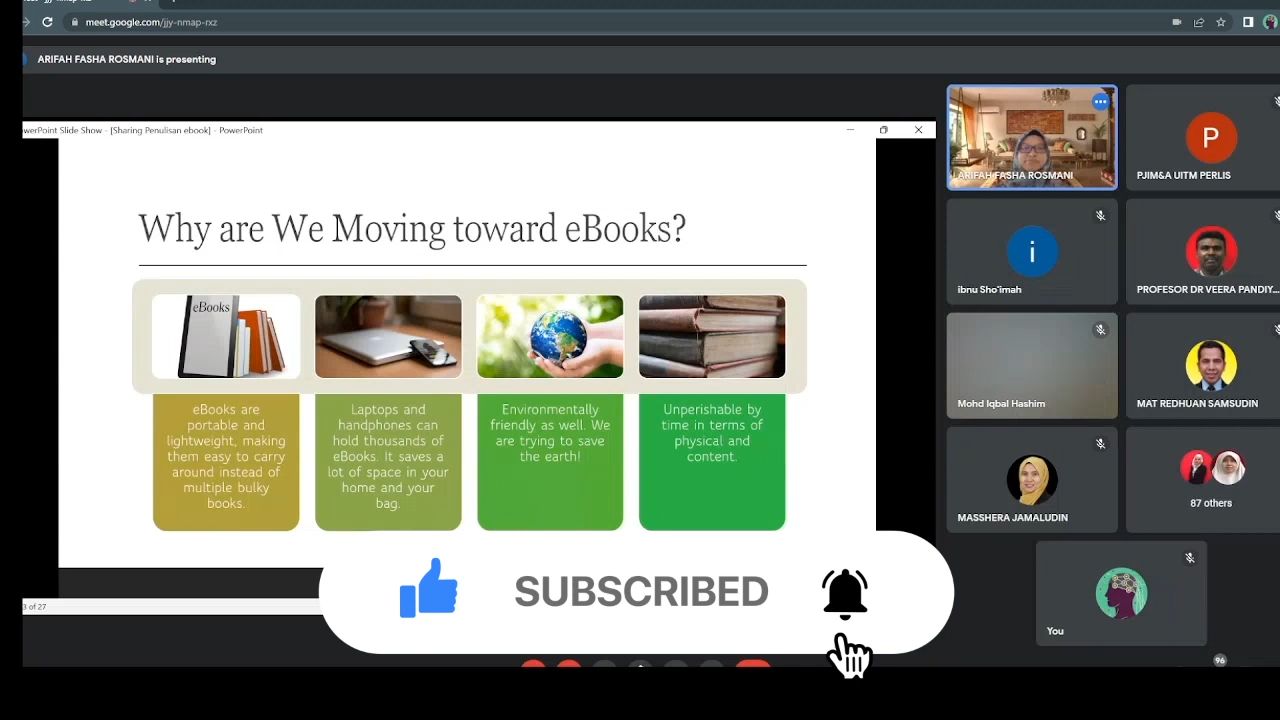 meet.google.com/jjy-nmap-rxz
ARIFAH FASHA ROSMANI is presenting
werPoint Slide Show - [Sharing Penulisan ebook] - PowerPoint
Why are We Moving toward eBooks?
eBooks
eBooks are
portable and
lightweight, making
them easy to carry
around instead of
multiple bulky
books.
Laptops and
handphones can
hold thousands of
eBooks. It saves a
lot of space in your
home and your
bag.
Environmentally
friendly as well. We
are trying to save
the earth!
Unperishable by
time in terms of
physical and
content.
3 of 27
ARIFAH FASHA ROSMANI
P
PJIM&A UITM PERLIS
i
ibnu Sho'imah
PROFESOR DR VEERA PANDIY...
Mohd Iqbal Hashim
MAT REDHUAN SAMSUDIN
MASSHERA JAMALUDIN
87 others
You
96
SUBSCRIBED